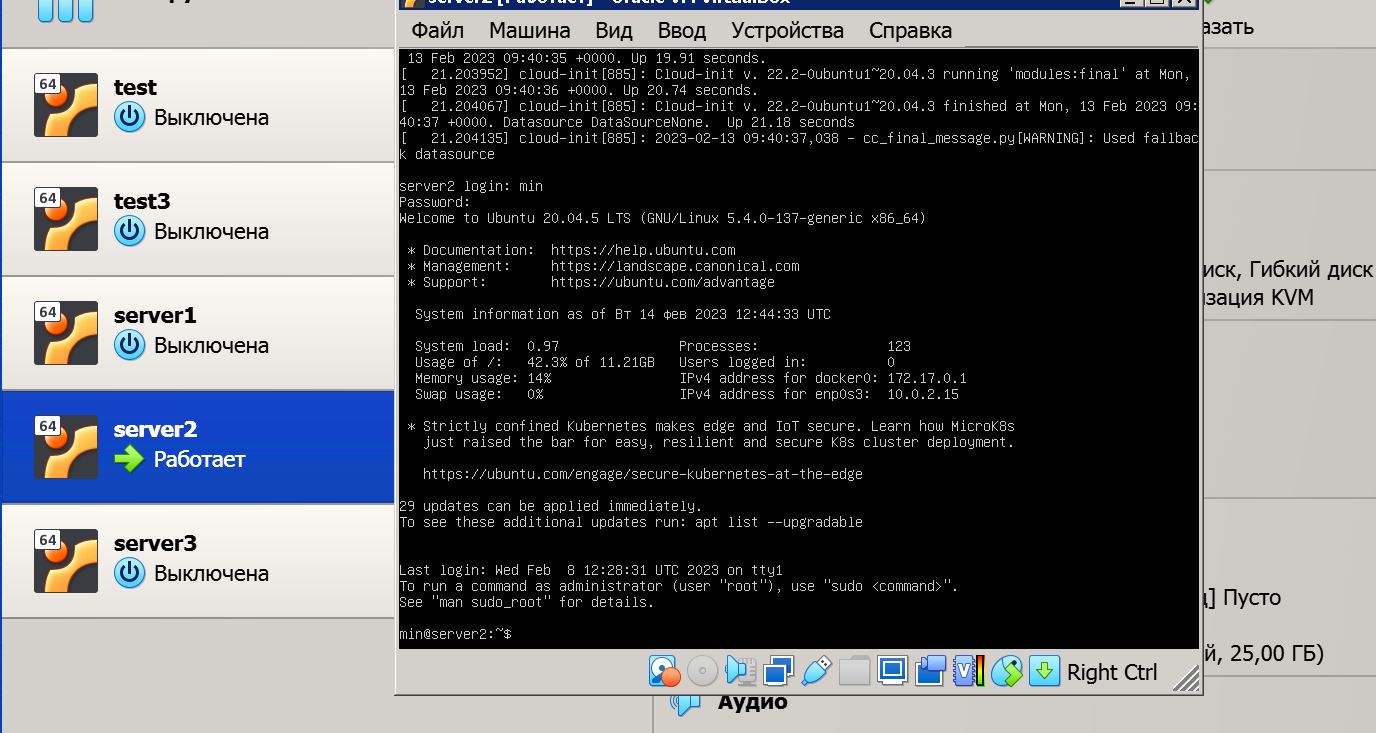 64
test
Выключена
64
test3
Выключена
64
server1
Выключена
64
server2
Работает
64
server3
Выключена
server2 [Работает] - Oracle VM VirtualBox
Файл Машина Вид Ввод Устройства Справка
13 Feb 2023 09:40:35 +0000. Up 19.91 seconds.
[   21.203952] cloud-init[885]: Cloud-init v. 22.2-0ubuntu1~20.04.3 running 'modules:final' at Mon,
13 Feb 2023 09:40:36 +0000. Up 20.74 seconds.
[   21.204067] cloud-init[885]: Cloud-init v. 22.2-0ubuntu1~20.04.3 finished at Mon, 13 Feb 2023 09:
40:37 +0000. Datasource DataSourceNone.  Up 21.18 seconds
[   21.204135] cloud-init[885]: 2023-02-13 09:40:37,038 - cc_final_message.py[WARNING]: Used fallbac
k datasource
server2 login: min
Password:
Welcome to Ubuntu 20.04.5 LTS (GNU/Linux 5.4.0-137-generic x86_64)
* Documentation:  https://help.ubuntu.com
* Management:     https://landscape.canonical.com
* Support:        https://ubuntu.com/advantage
System information as of Вт 14 фев 2023 12:44:33 UTC
System load:  0.97 Processes: 123
Usage of /:   42.3% of 11.21GB Users logged in: 0
Memory usage: 14% IPv4 address for docker0: 172.17.0.1
Swap usage:   0% IPv4 address for enp0s3: 10.0.2.15
* Strictly confined Kubernetes makes edge and IoT secure. Learn how MicroK8s
just raised the bar for easy, resilient and secure K8s cluster deployment.
https://ubuntu.com/engage/secure-kubernetes-at-the-edge
29 updates can be applied immediately.
To see these additional updates run: apt list --upgradable
Last login: Wed Feb  8 12:28:31 UTC 2023 on tty1
To run a command as administrator (user "root"), use "sudo <command>".
See "man sudo_root" for details.
min@server2:~$
Right Ctrl
азать
иск, Гибкий диск
изация KVM
] Пусто
й, 25,00 ГБ)
Аудио